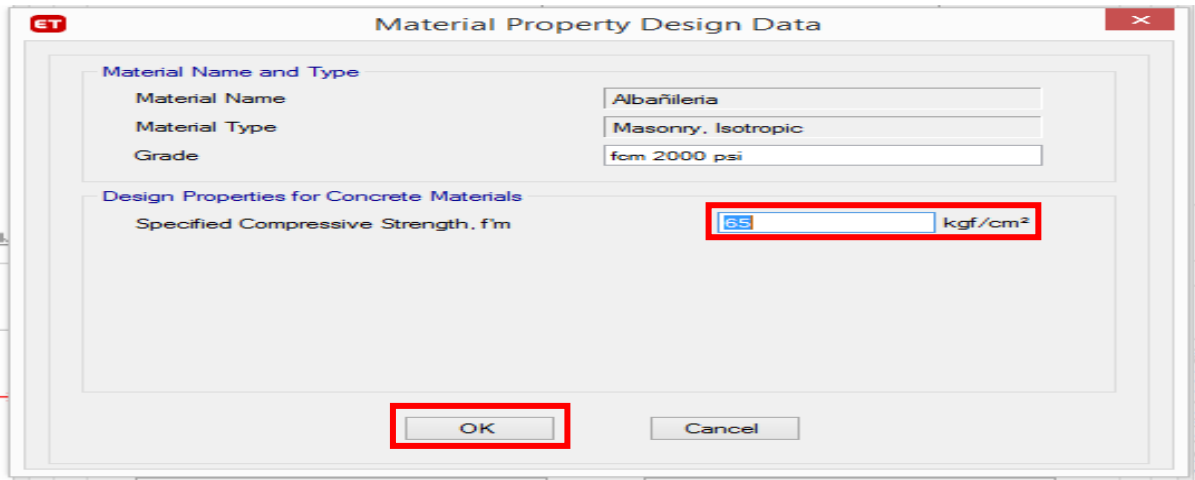 ET
Material Property Design Data
Material Name and Type
Material Name Albañileria
Material Type Masonry, Isotropic
Grade fcm 2000 psi
Design Properties for Concrete Materials
Specified Compressive Strength, f'm 65 kgf/cm²
OK Cancel